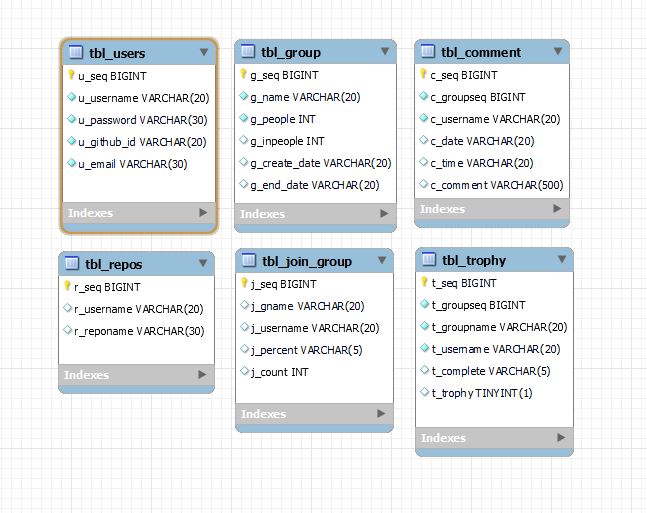 tbl_users
u_seq BIGINT
u_username VARCHAR(20)
u_password VARCHAR(30)
u_github_id VARCHAR(20)
u_email VARCHAR(30)
Indexes
tbl_group
g_seq BIGINT
g_name VARCHAR(20)
g_people INT
g_inpeople INT
g_create_date VARCHAR(20)
g_end_date VARCHAR(20)
Indexes
tbl_comment
c_seq BIGINT
c_groupseq BIGINT
c_username VARCHAR(20)
c_date VARCHAR(20)
c_time VARCHAR(20)
c_comment VARCHAR(500)
Indexes
tbl_repos
r_seq BIGINT
r_username VARCHAR(20)
r_reponame VARCHAR(30)
Indexes
tbl_join_group
j_seq BIGINT
j_gname VARCHAR(20)
j_username VARCHAR(20)
j_percent VARCHAR(5)
j_count INT
Indexes
tbl_trophy
t_seq BIGINT
t_groupseq BIGINT
t_groupname VARCHAR(20)
t_username VARCHAR(20)
t_complete VARCHAR(5)
t_trophy TINYINT(1)
Indexes